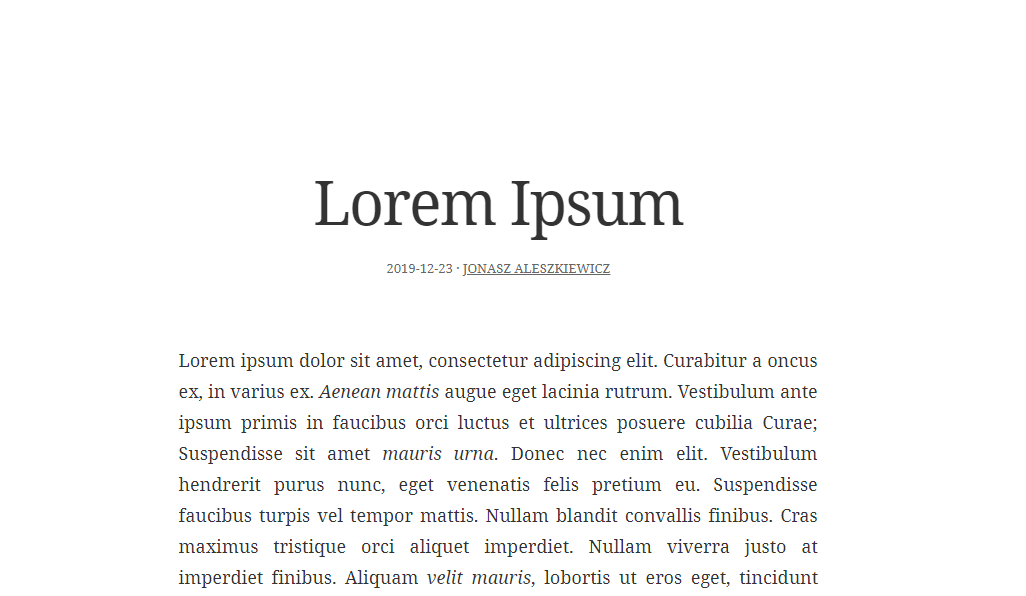 Lorem Ipsum
2019-12-23 · JONASZ ALESZKIEWICZ
Lorem ipsum dolor sit amet, consectetur adipiscing elit. Curabitur a oncus
ex, in varius ex. Aenean mattis augue eget lacinia rutrum. Vestibulum ante
ipsum primis in faucibus orci luctus et ultrices posuere cubilia Curae;
Suspendisse sit amet mauris urna. Donec nec enim elit. Vestibulum
hendrerit purus nunc, eget venenatis felis pretium eu. Suspendisse
faucibus turpis vel tempor mattis. Nullam blandit convallis finibus. Cras
maximus tristique orci aliquet imperdiet. Nullam viverra justo at
imperdiet finibus. Aliquam velit mauris, lobortis ut eros eget, tincidunt